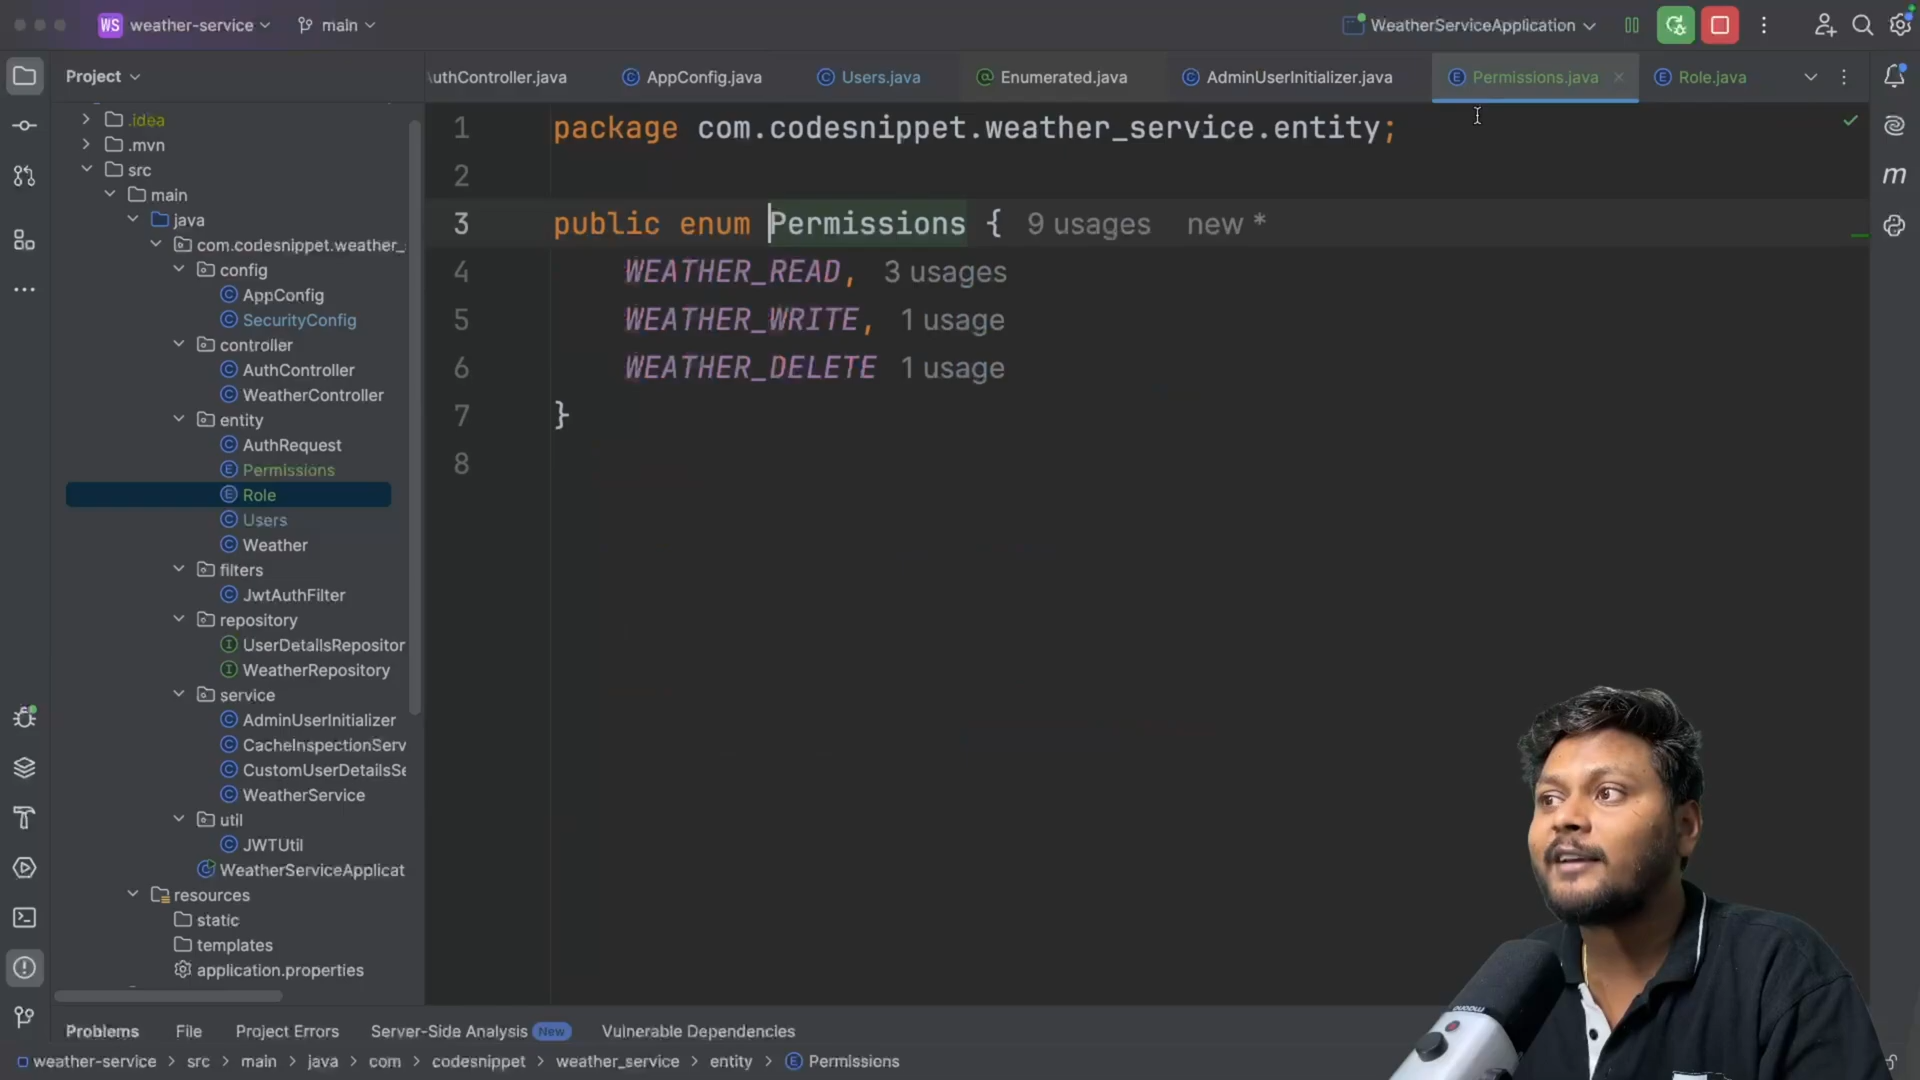 WS weather-service main WeatherServiceApplication
Project
.idea
.mvn
src
main
java
com.codesnippet.weather_
config
AppConfig
SecurityConfig
controller
AuthController
WeatherController
entity
AuthRequest
Permissions
Role
Users
Weather
filters
JwtAuthFilter
repository
UserDetailsRepositor
WeatherRepository
service
AdminUserInitializer
CacheInspectionServ
CustomUserDetailsSe
WeatherService
util
JWTUtil
WeatherServiceApplicat
resources
static
templates
application.properties
uthController.java AppConfig.java Users.java Enumerated.java AdminUserInitializer.java Permissions.java Role.java
1 package com.codesnippet.weather_service.entity;
2
3 public enum Permissions { 9 usages new *
4 WEATHER_READ, 3 usages
5 WEATHER_WRITE, 1 usage
6 WEATHER_DELETE 1 usage
7 }
8
Problems File Project Errors Server-Side Analysis New Vulnerable Dependencies
weather-service > src > main > java > com > codesnippet > weather_service > entity > Permissions